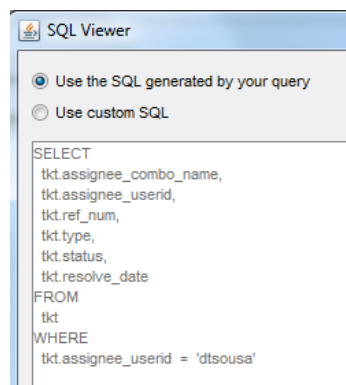 SQL Viewer
Use the SQL generated by your query
Use custom SQL
SELECT
tkt.assignee_combo_name,
tkt.assignee_userid,
tkt.ref_num,
tkt.type,
tkt.status,
tkt.resolve_date
FROM
tkt
WHERE
tkt.assignee_userid = 'dtsousa'